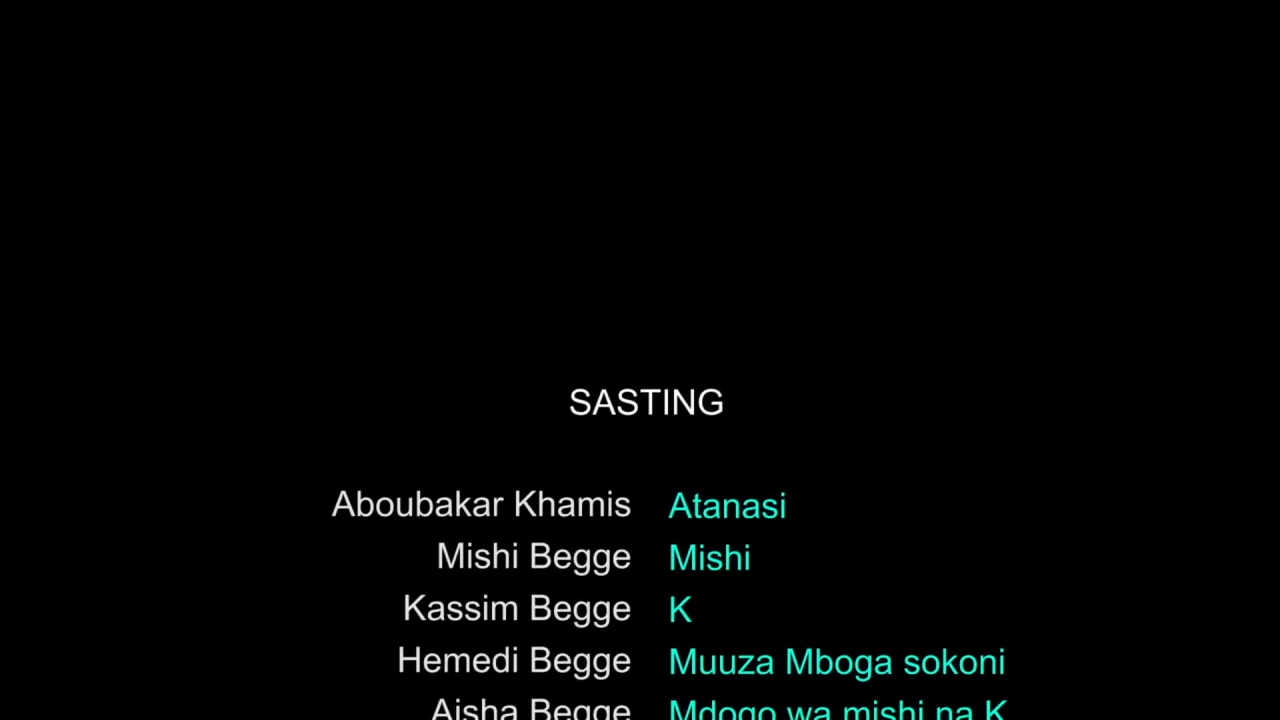 SASTING
Aboubakar Khamis Atanasi
Mishi Begge Mishi
Kassim Begge K
Hemedi Begge Muuza Mboga sokoni
Aisha Begge Mdogo wa mishi na K